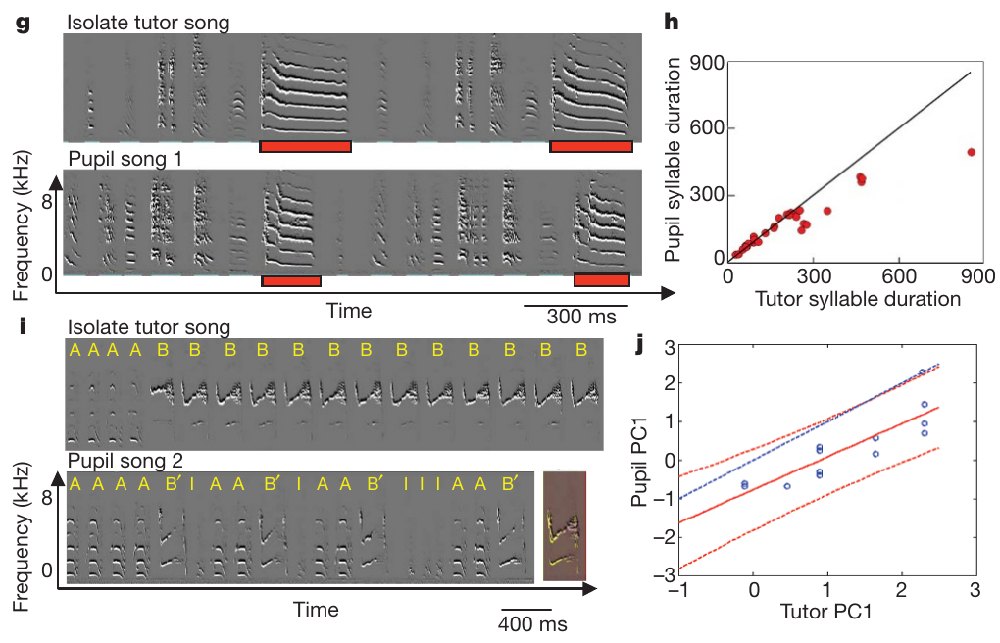 g
Isolate tutor song
Pupil song 1
Frequency (kHz)
8
0
Time
300 ms
h
Pupil syllable duration
900
600
300
0
0 300 600 900
Tutor syllable duration
i
Isolate tutor song
A A A A B B B B B B B B B B B B B
Pupil song 2
A A A A B′ I A A B′ I A A B′ I I I A A B′
Frequency (kHz)
8
0
Time
400 ms
j
Pupil PC1
3
2
1
0
−1
−2
−3
−1 0 1 2 3
Tutor PC1